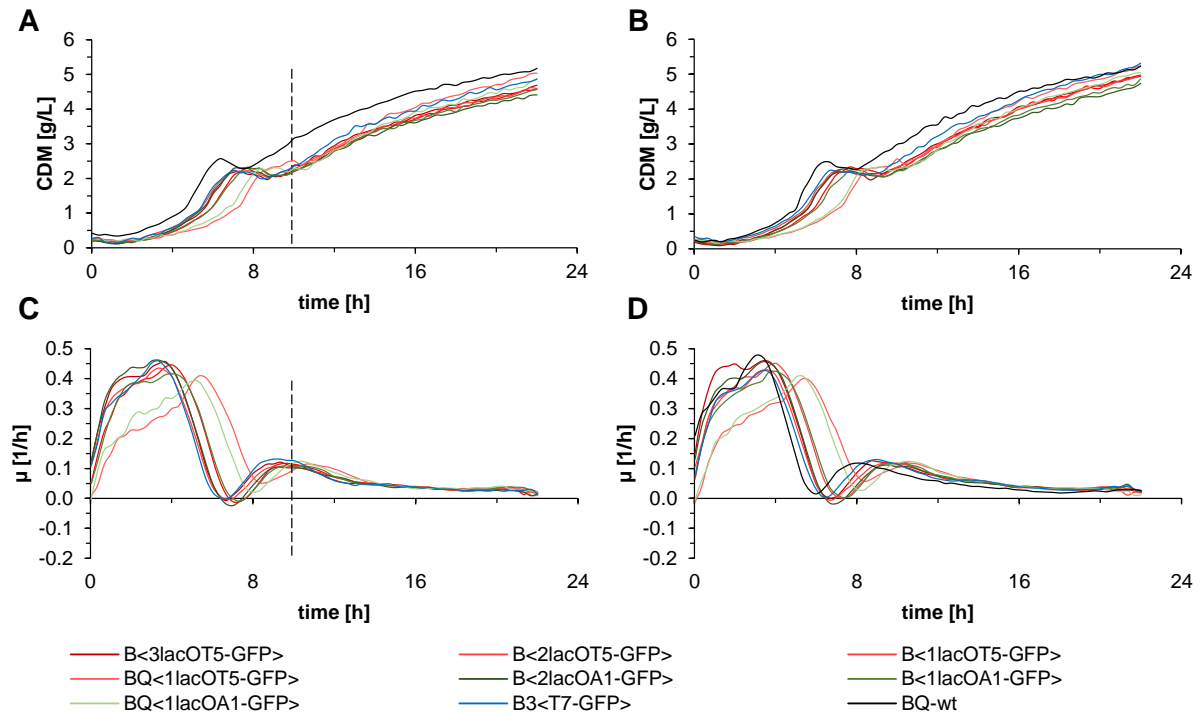 A
B
6
5
4
3
2
1
0
CDM [g/L]
0
8
16
24
time [h]
6
5
4
3
2
1
0
CDM [g/L]
0
8
16
24
time [h]
C
D
0.5
0.4
0.3
0.2
0.1
0.0
-0.1
-0.2
µ [1/h]
0
8
16
24
time [h]
0.5
0.4
0.3
0.2
0.1
0.0
-0.1
-0.2
µ [1/h]
0
8
16
24
time [h]
B<3lacOT5-GFP>
B<2lacOT5-GFP>
B<1lacOT5-GFP>
BQ<1lacOT5-GFP>
B<2lacOA1-GFP>
B<1lacOA1-GFP>
BQ<1lacOA1-GFP>
B3<T7-GFP>
BQ-wt